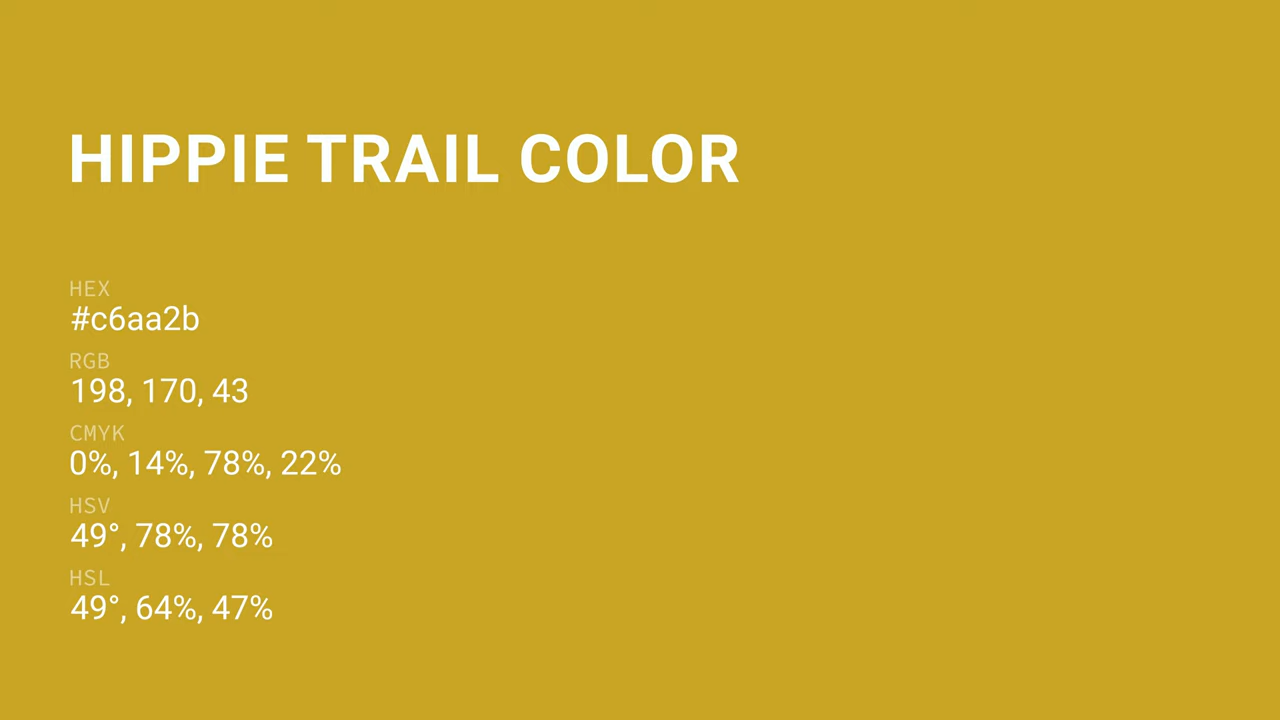 HIPPIE TRAIL COLOR
HEX
#c6aa2b
RGB
198, 170, 43
CMYK
0%, 14%, 78%, 22%
HSV
49°, 78%, 78%
HSL
49°, 64%, 47%